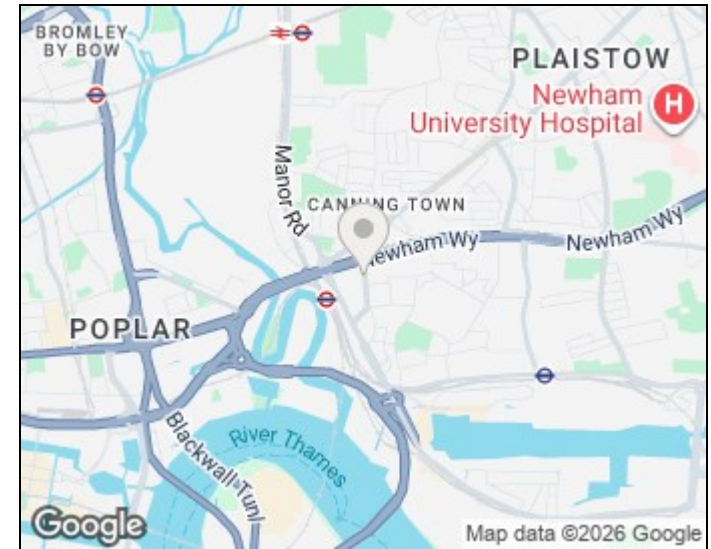 BROMLEY
BY BOW
PLAISTOW
Newham
University Hospital
H
Manor Rd
CANNING TOWN
Newham Wy
Newham Wy
POPLAR
River Thames
Blackwall Tunl
Google
Map data ©2026 Google